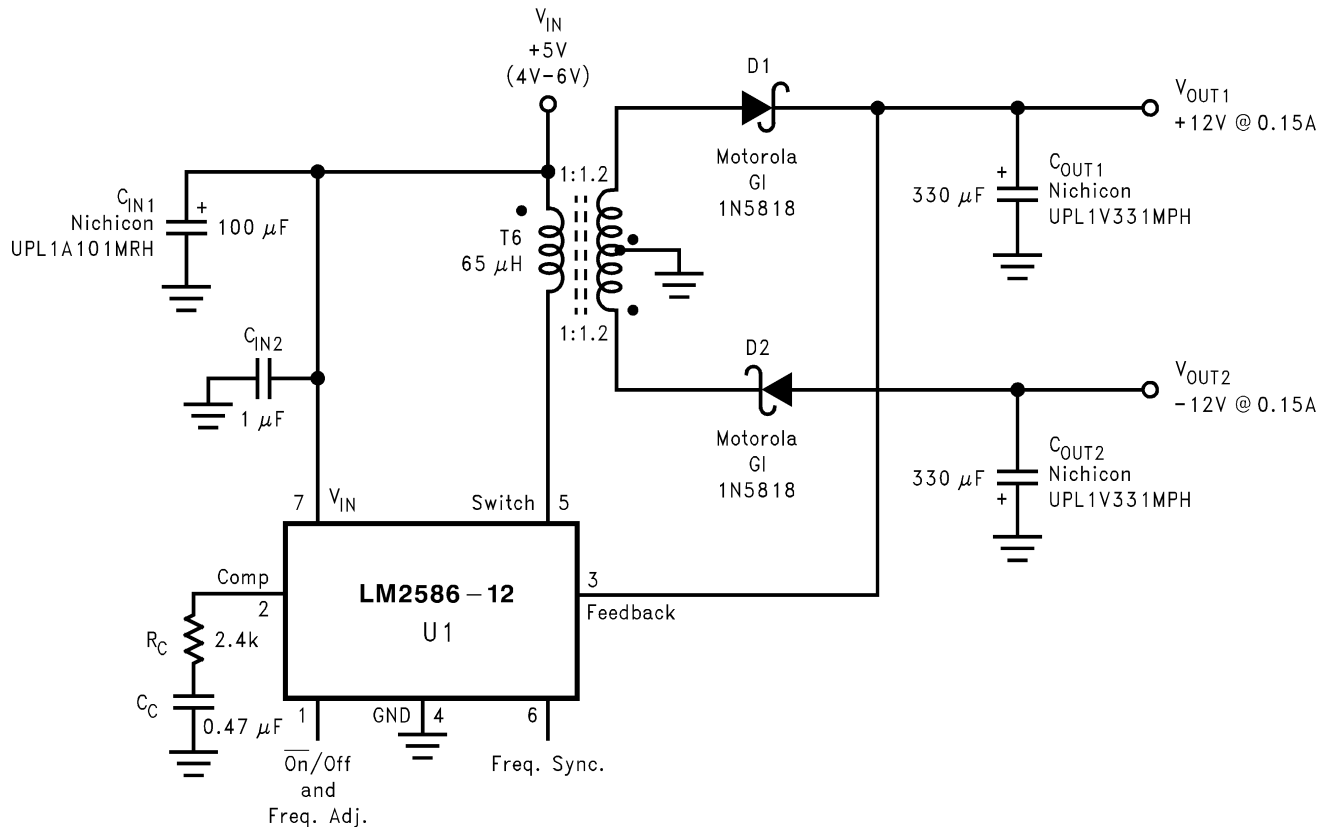 V_IN
+5V
(4V-6V)
D1
Motorola
GI
1N5818
V_OUT1
+12V @ 0.15A
C_OUT1
Nichicon
UPL1V331MPH
+
330 μF
C_IN1
Nichicon
UPL1A101MRH
+
100 μF
1:1.2
T6
65 μH
1:1.2
C_IN2
1 μF
D2
Motorola
GI
1N5818
V_OUT2
-12V @ 0.15A
C_OUT2
Nichicon
UPL1V331MPH
330 μF
+
7
V_IN
Switch
5
Comp
2
LM2586-12
U1
3
Feedback
R_C
2.4k
C_C
0.47 μF
1
GND
4
6
O̅n̅/Off
and
Freq. Adj.
Freq. Sync.